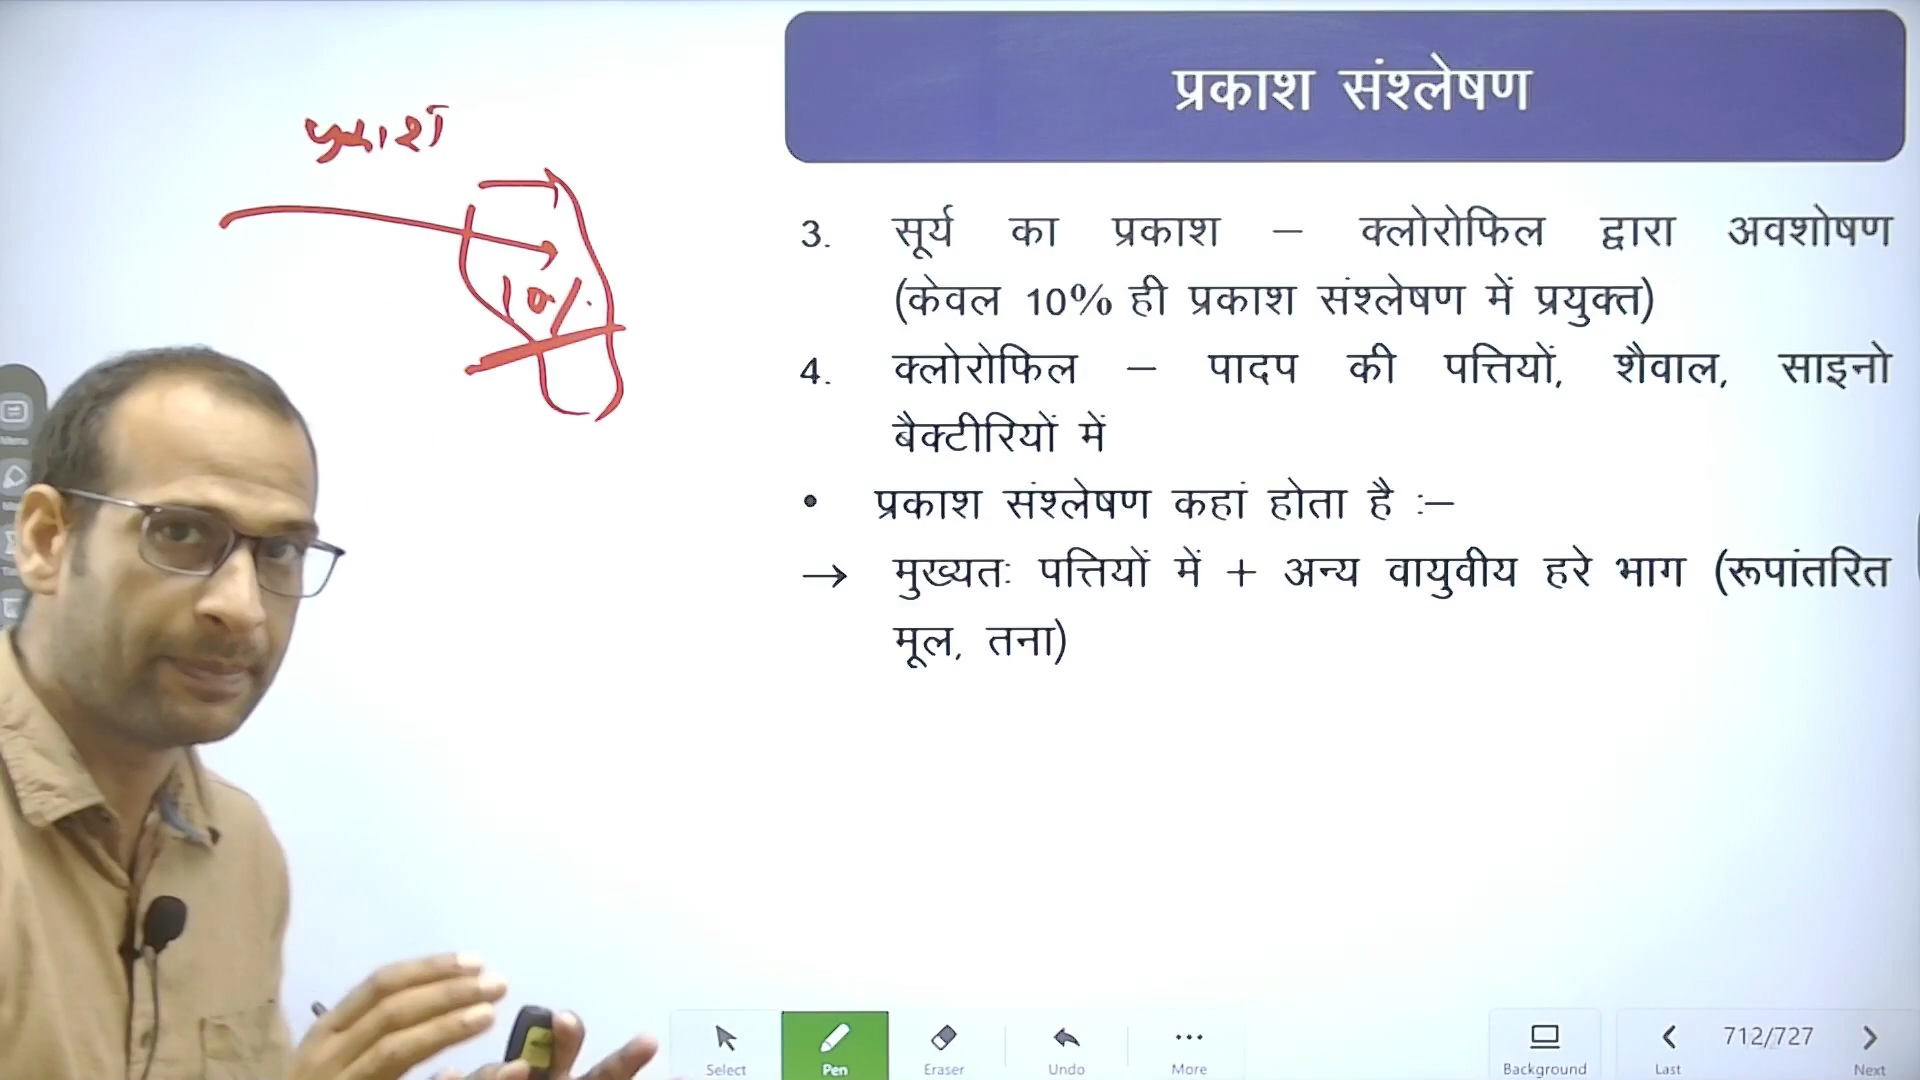 प्रकाश संश्लेषण
प्रकाश
10%
3. सूर्य का प्रकाश – क्लोरोफिल द्वारा अवशोषण
(केवल 10% ही प्रकाश संश्लेषण में प्रयुक्त)
4. क्लोरोफिल – पादप की पत्तियों, शैवाल, साइनो
बैक्टीरियों में
• प्रकाश संश्लेषण कहां होता है :–
→ मुख्यतः पत्तियों में + अन्य वायुवीय हरे भाग (रूपांतरित
मूल, तना)
Menu
Select Pen Eraser Undo More Background Last 712/727 Next